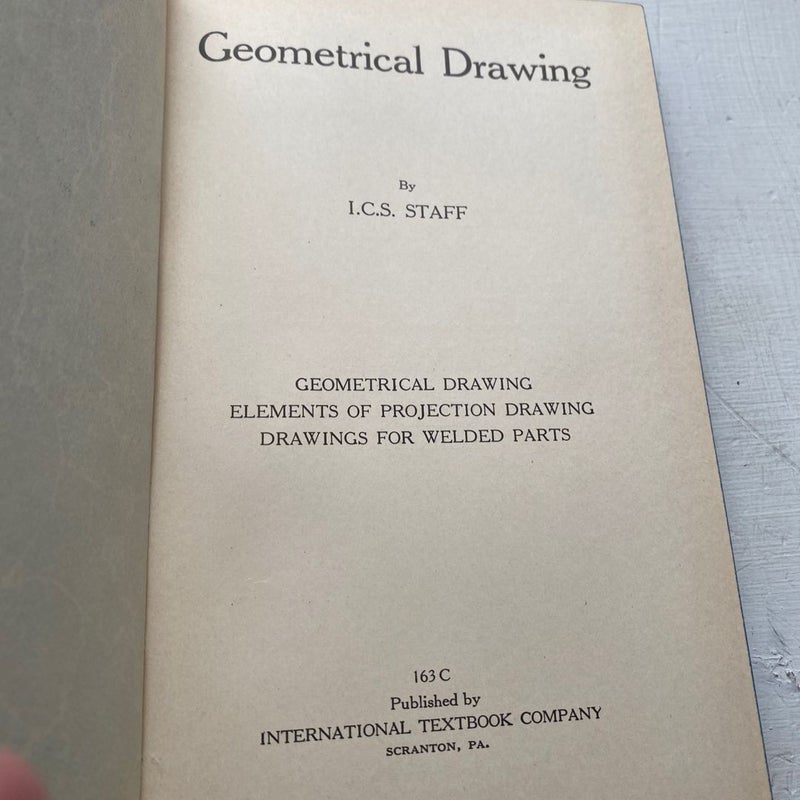 Geometrical Drawing
By
I.C.S. STAFF
GEOMETRICAL DRAWING
ELEMENTS OF PROJECTION DRAWING
DRAWINGS FOR WELDED PARTS
163 C
Published by
INTERNATIONAL TEXTBOOK COMPANY
SCRANTON, PA.